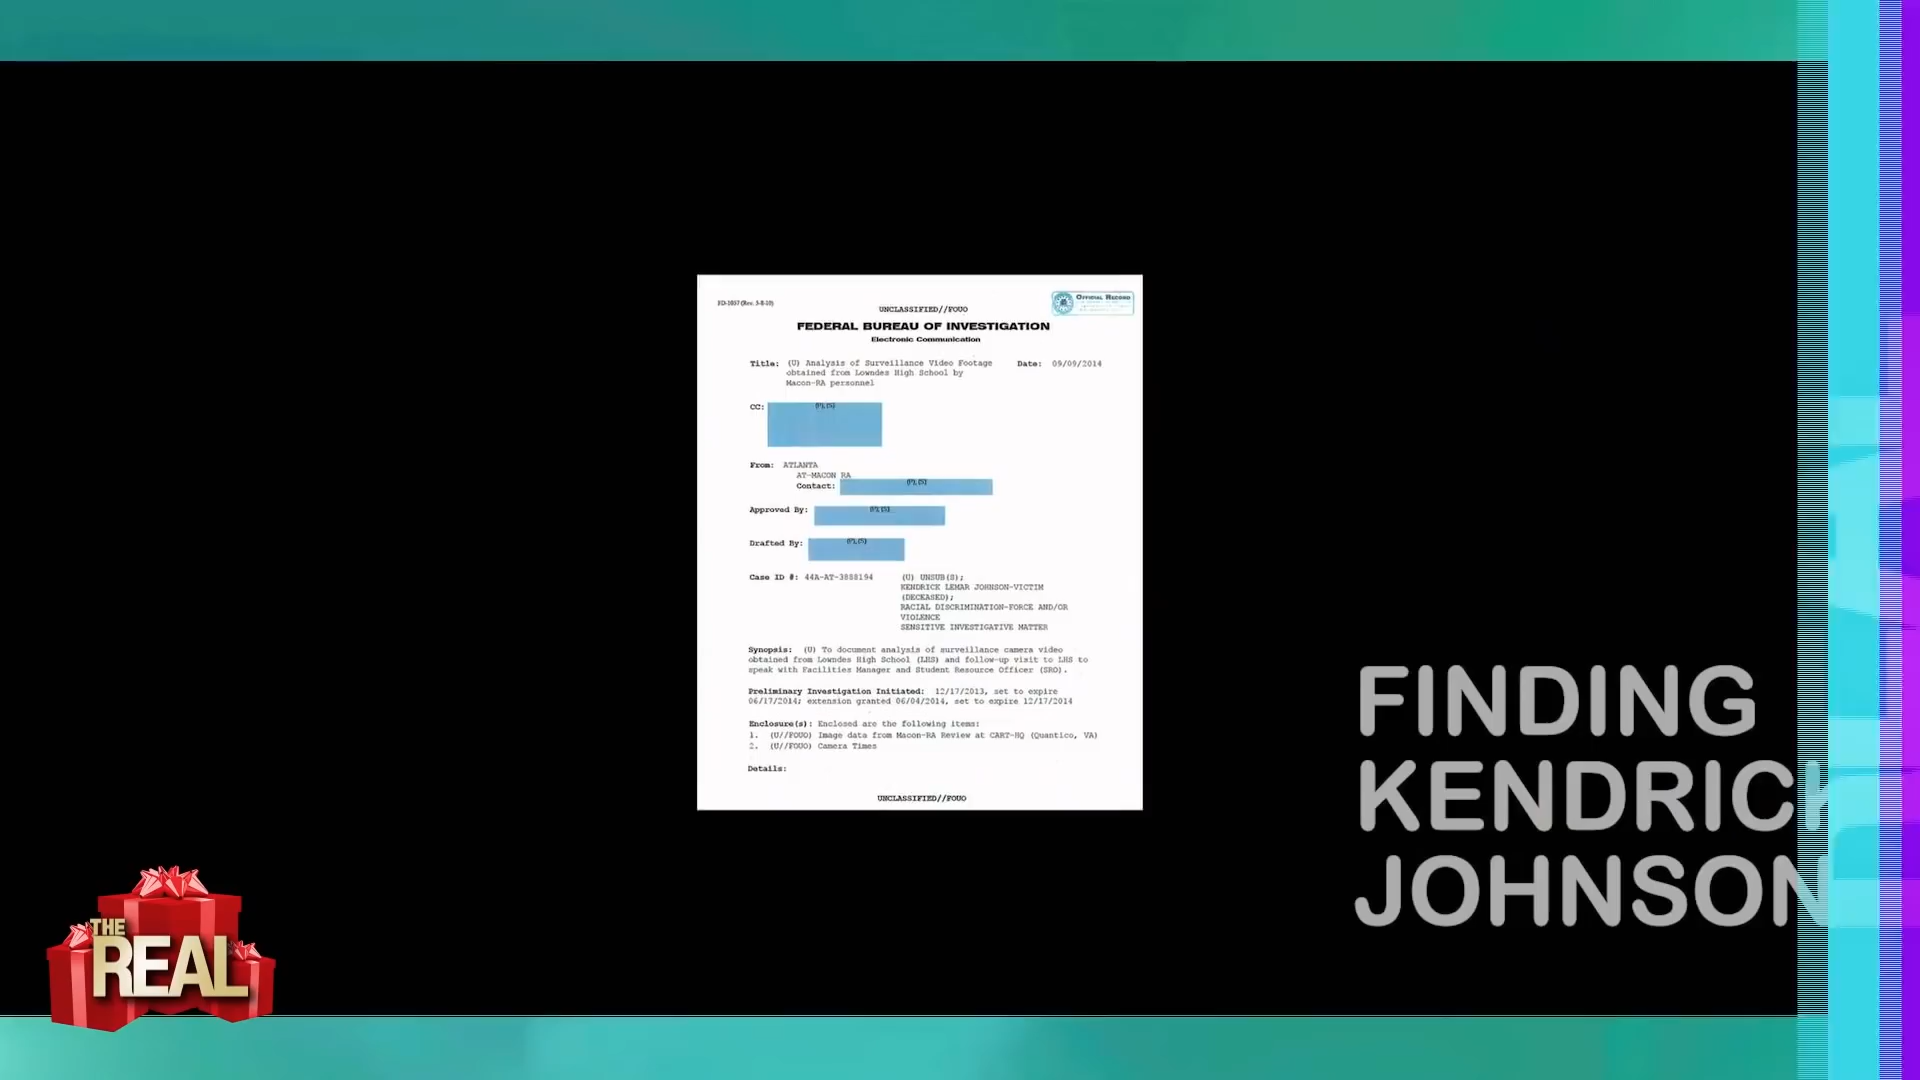 FD-1057 (Rev. 5-8-10)
UNCLASSIFIED//FOUO
OFFICIAL RECORD
FEDERAL BUREAU OF INVESTIGATION
Electronic Communication
Title: (U) Analysis of Surveillance Video Footage
obtained from Lowndes High School by
Macon-RA personnel
Date: 09/09/2014
CC:
From: ATLANTA
AT-MACON RA
Contact:
Approved By:
Drafted By:
Case ID #: 44A-AT-3888194
(U) UNSUB(S);
KENDRICK LEMAR JOHNSON-VICTIM
(DECEASED);
RACIAL DISCRIMINATION-FORCE AND/OR
VIOLENCE
SENSITIVE INVESTIGATIVE MATTER
Synopsis: (U) To document analysis of surveillance camera video
obtained from Lowndes High School (LHS) and follow-up visit to LHS to
speak with Facilities Manager and Student Resource Officer (SRO).
Preliminary Investigation Initiated: 12/17/2013, set to expire
06/17/2014; extension granted 06/04/2014, set to expire 12/17/2014
Enclosure(s): Enclosed are the following items:
1. (U//FOUO) Image data from Macon-RA Review at CART-HQ (Quantico, VA)
2. (U//FOUO) Camera Times
Details:
UNCLASSIFIED//FOUO
FINDING
KENDRICK
JOHNSON
THE
REAL